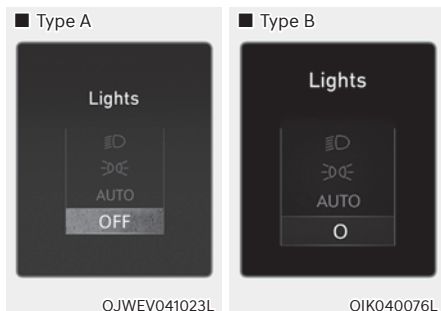 ■ Type A
Lights
AUTO
OFF
OJWEV041023L
■ Type B
Lights
AUTO
O
OIK040076L